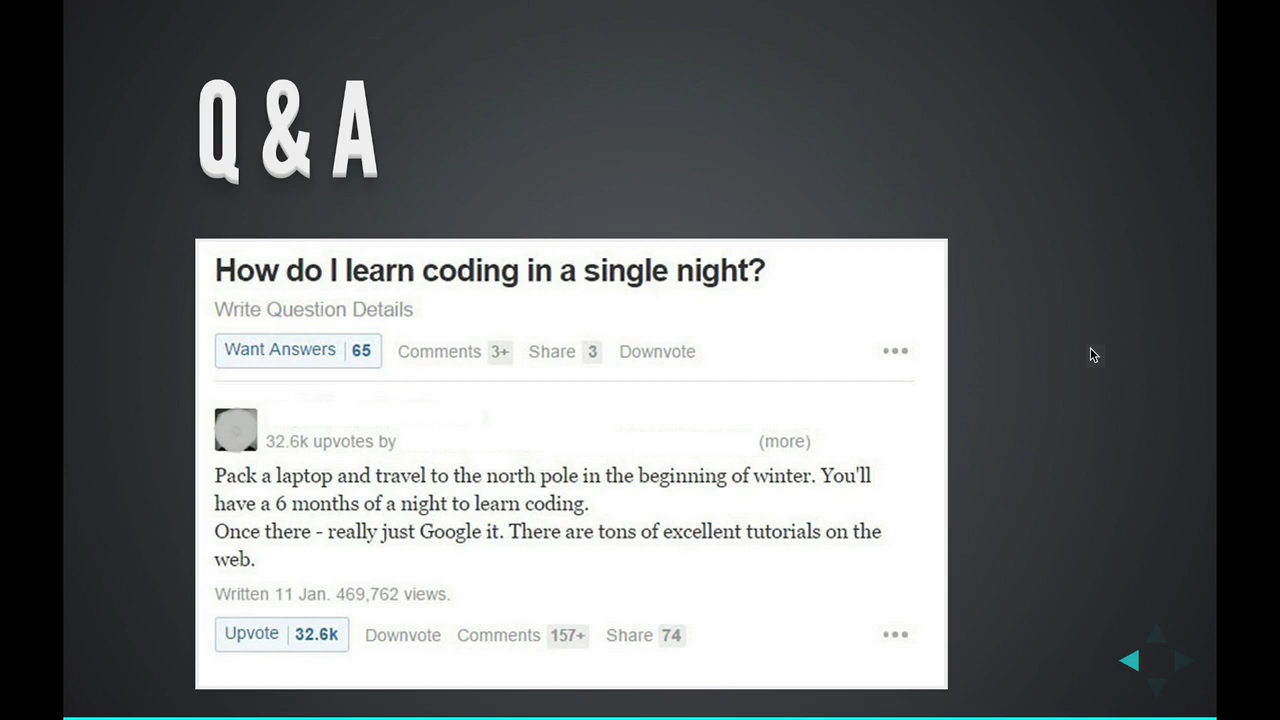 Q & A
How do I learn coding in a single night?
Write Question Details
Want Answers 65 Comments 3+ Share 3 Downvote
32.6k upvotes by (more)
Pack a laptop and travel to the north pole in the beginning of winter. You'll
have a 6 months of a night to learn coding.
Once there - really just Google it. There are tons of excellent tutorials on the
web.
Written 11 Jan. 469,762 views.
Upvote 32.6k Downvote Comments 157+ Share 74